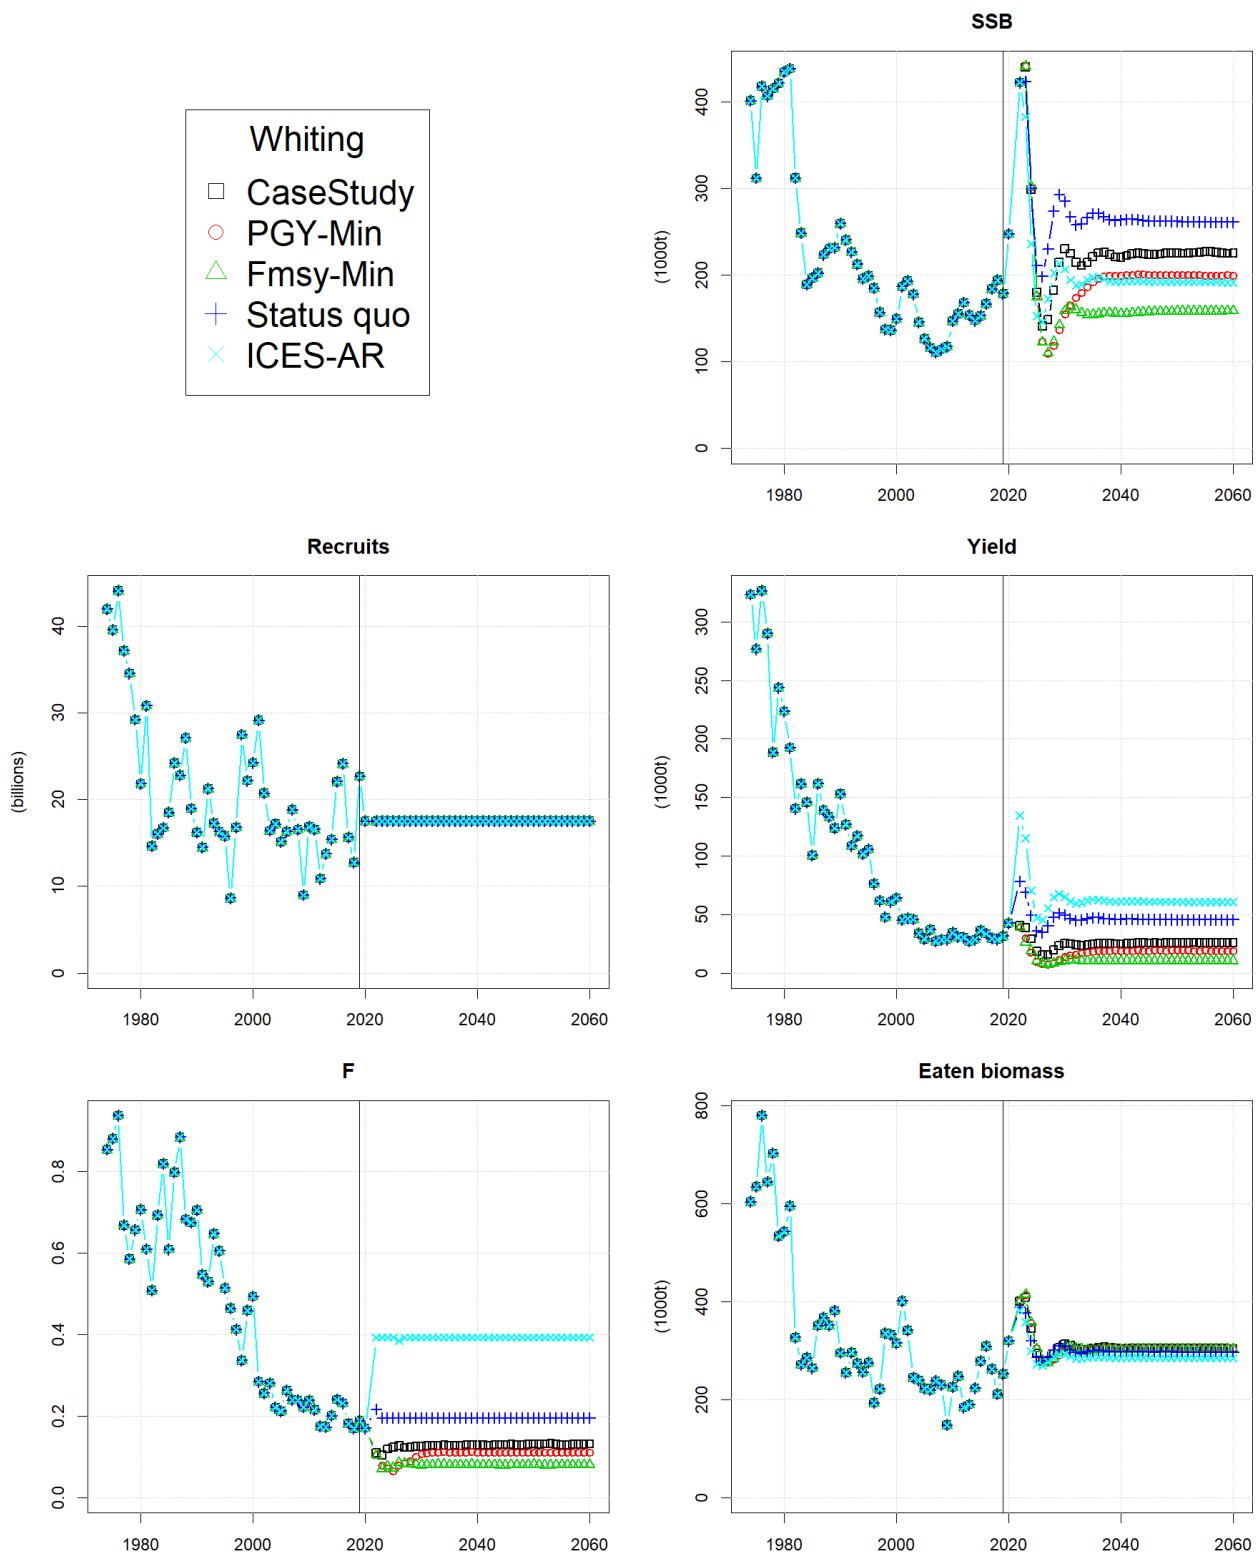 SSB
Whiting
CaseStudy
PGY-Min
Fmsy-Min
Status quo
ICES-AR
(1000t)
400
300
200
100
0
1980 2000 2020 2040 2060
Recruits
(billions)
40
30
20
10
0
1980 2000 2020 2040 2060
Yield
(1000t)
300
250
200
150
100
50
0
1980 2000 2020 2040 2060
F
0.8
0.6
0.4
0.2
0.0
1980 2000 2020 2040 2060
Eaten biomass
(1000t)
800
600
400
200
0
1980 2000 2020 2040 2060